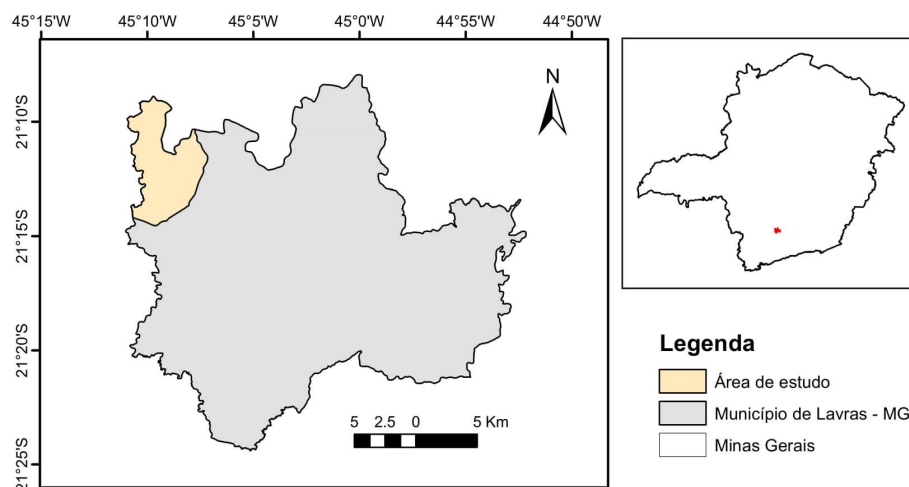 45°15'W 45°10'W 45°5'W 45°0'W 44°55'W 44°50'W
21°10'S
21°15'S
21°20'S
21°25'S
N
5 2.5 0 5 Km
Legenda
Área de estudo
Município de Lavras - MG
Minas Gerais